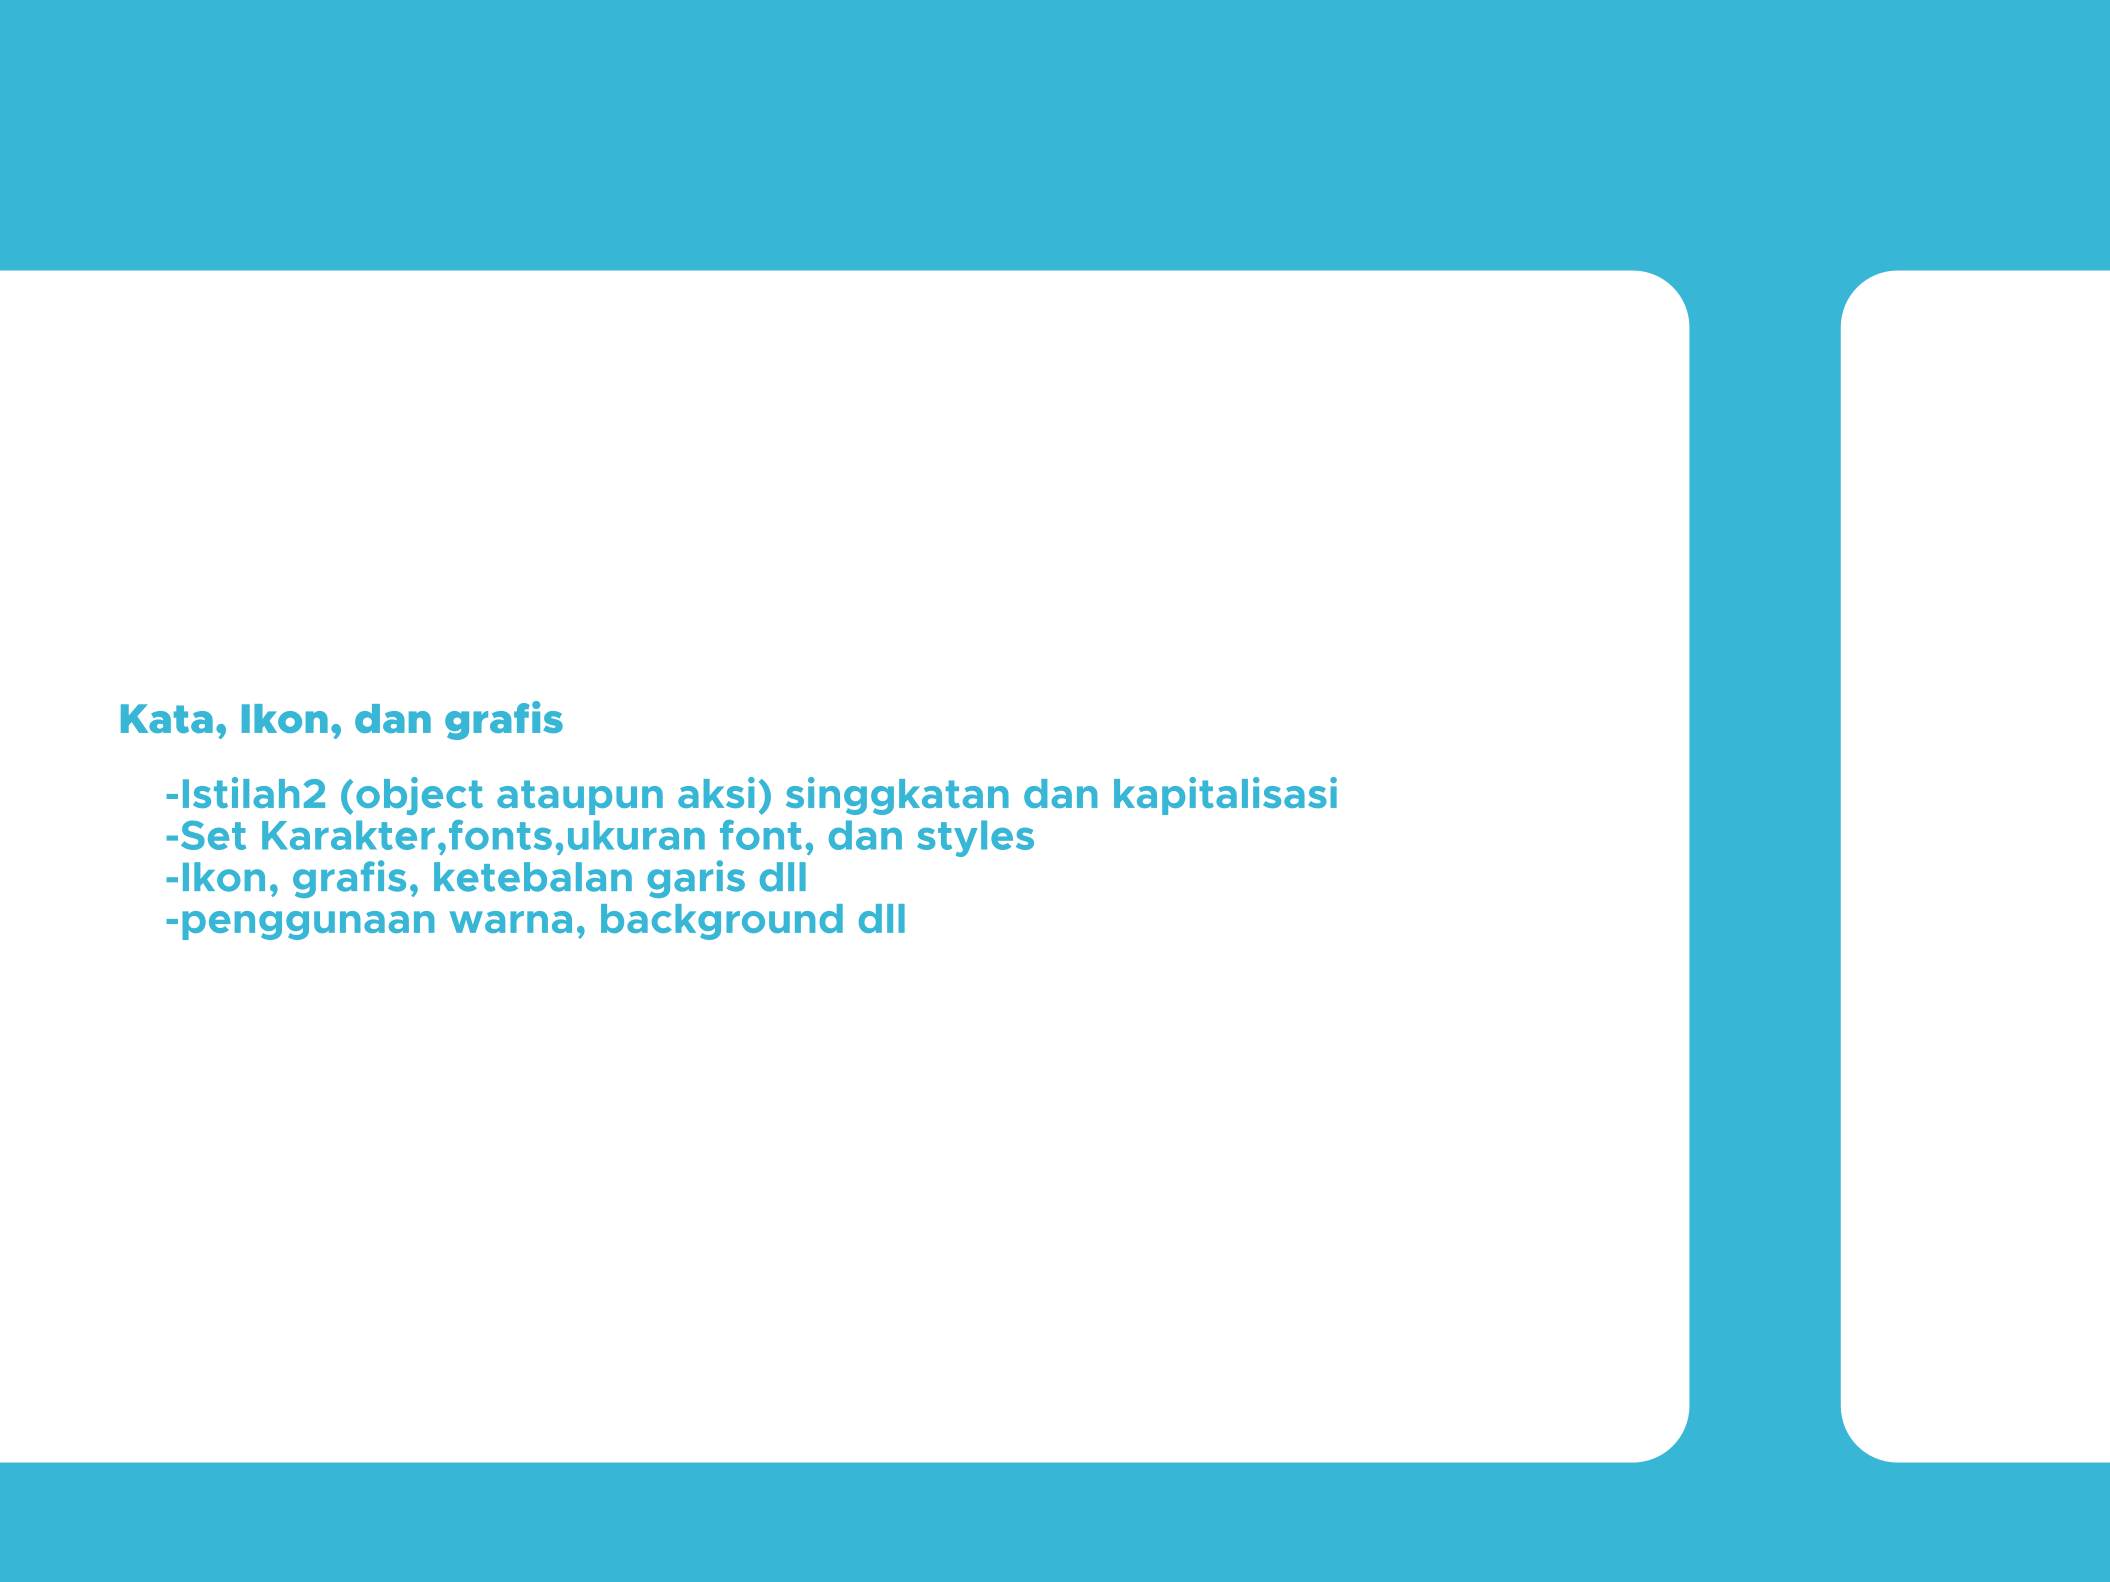 Kata, Ikon, dan grafis
-Istilah2 (object ataupun aksi) singgkatan dan kapitalisasi
-Set Karakter,fonts,ukuran font, dan styles
-Ikon, grafis, ketebalan garis dll
-penggunaan warna, background dll